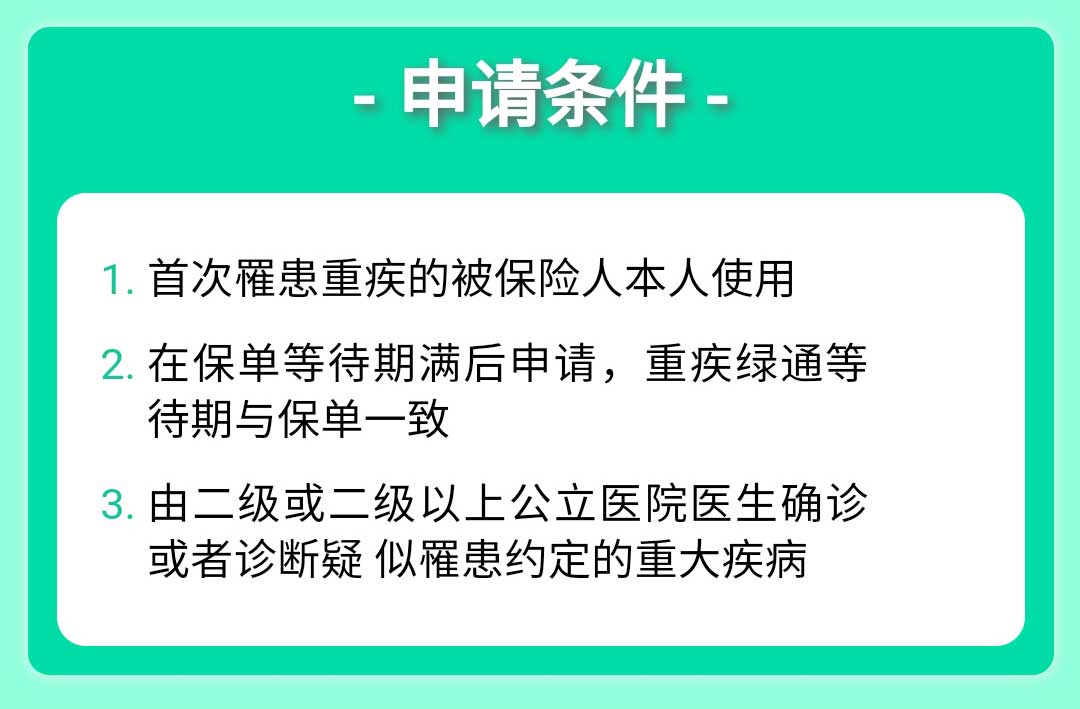 - 申请条件 -
1. 首次罹患重疾的被保险人本人使用
2. 在保单等待期满后申请，重疾绿通等
待期与保单一致
3. 由二级或二级以上公立医院医生确诊
或者诊断疑 似罹患约定的重大疾病